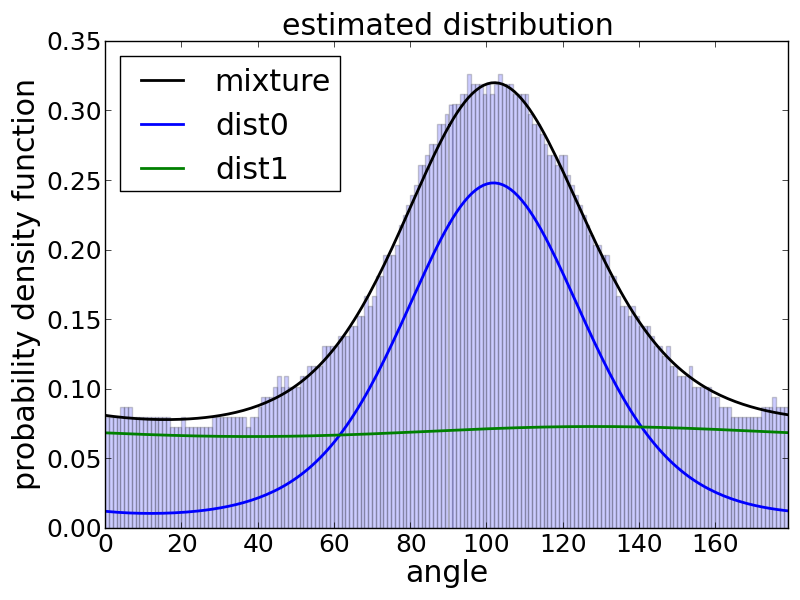 estimated distribution
0.35
0.30
0.25
0.20
0.15
0.10
0.05
0.00
probability density function
mixture
dist0
dist1
0 20 40 60 80 100 120 140 160
angle